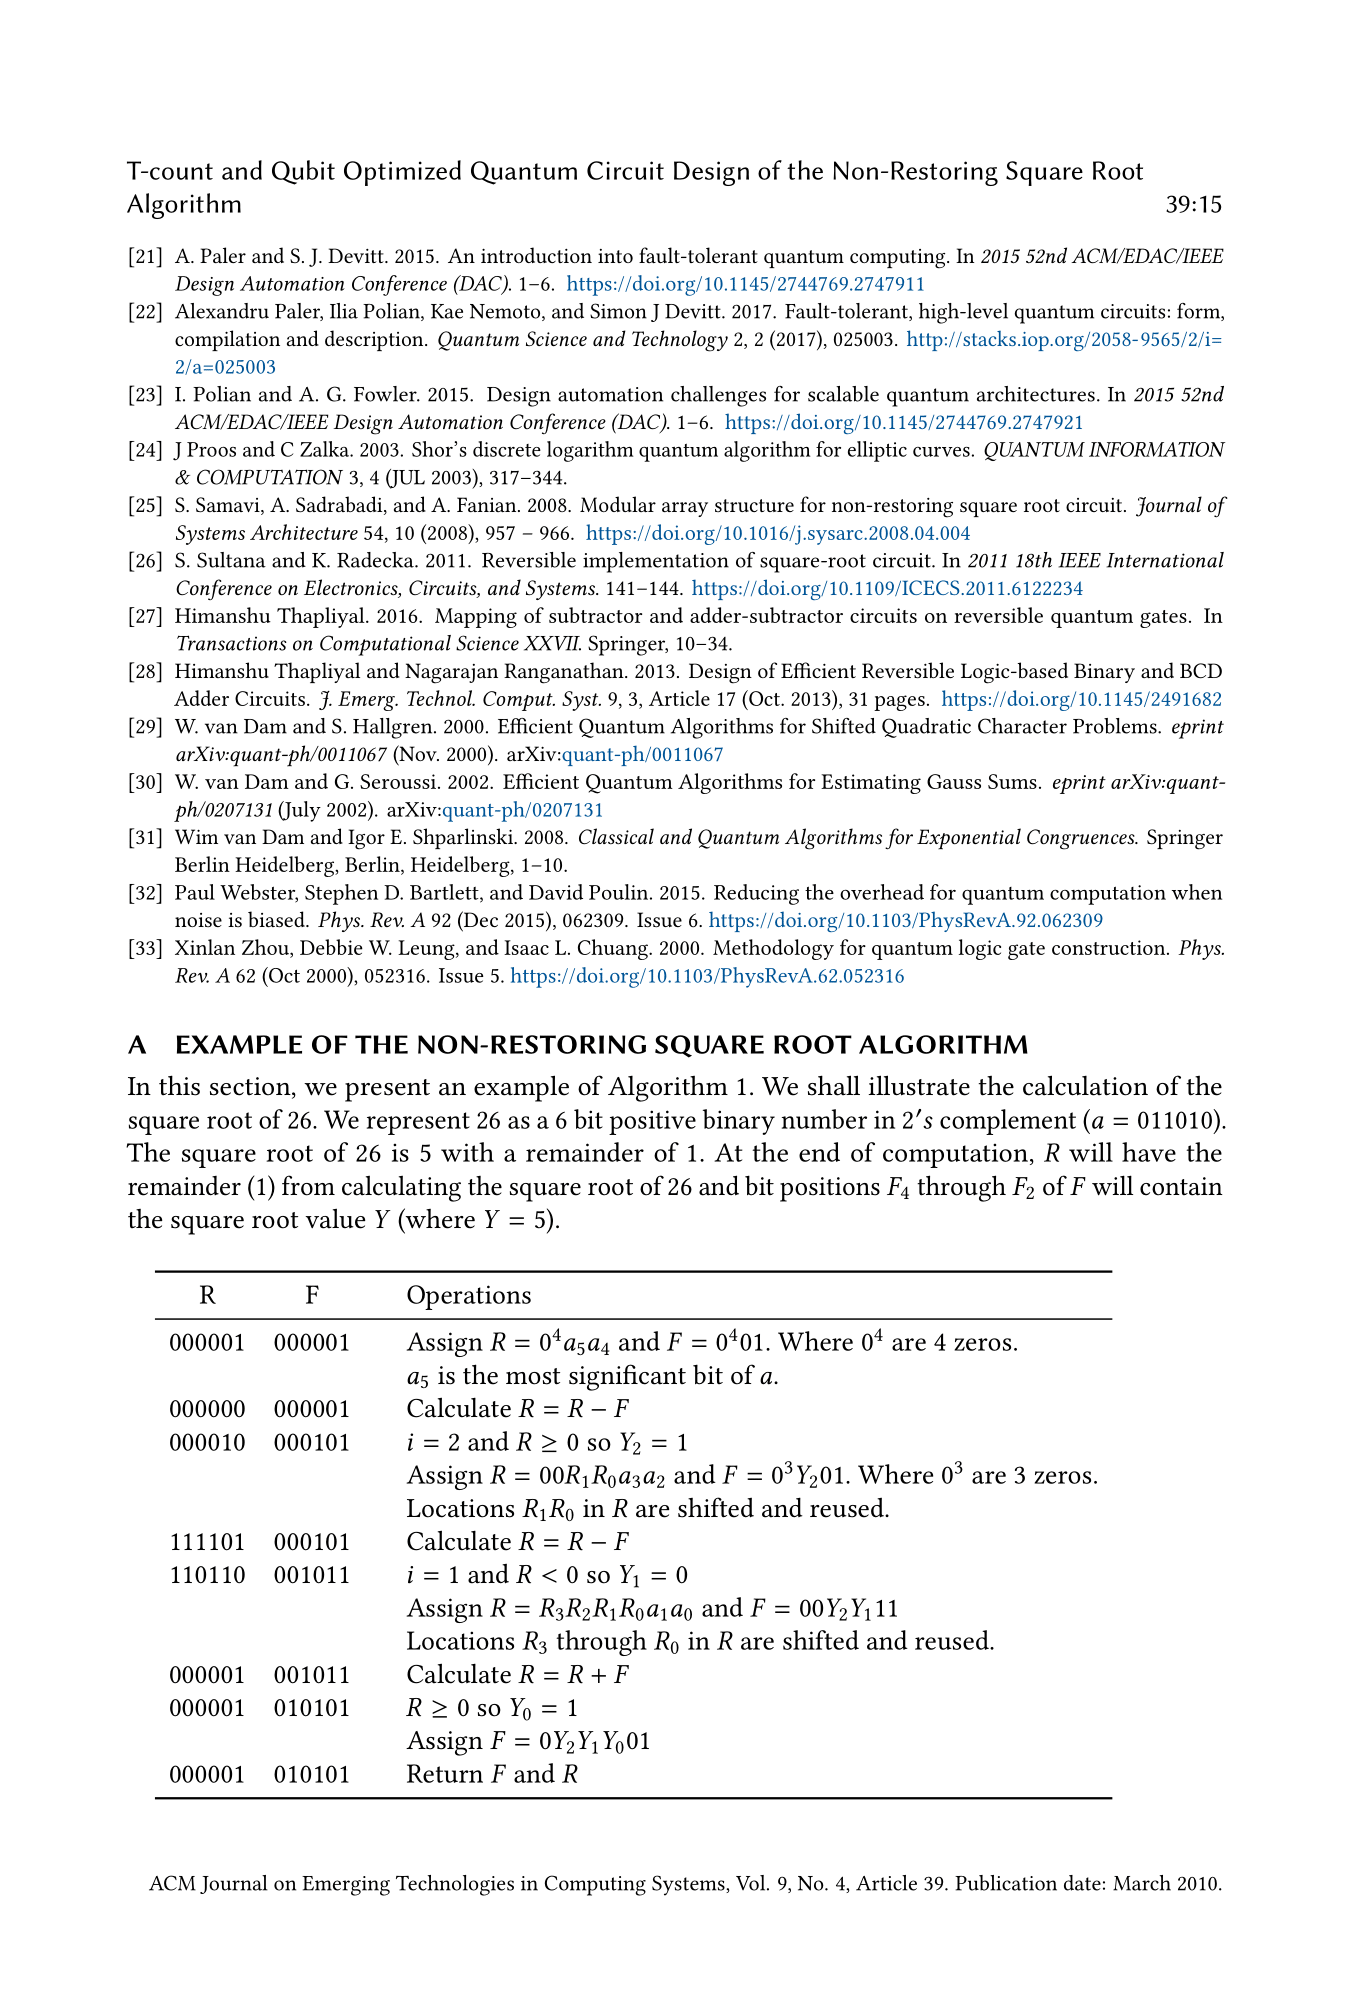 T-count and Qubit Optimized Quantum Circuit Design of the Non-Restoring Square Root
Algorithm 39:15
[21] A. Paler and S. J. Devitt. 2015. An introduction into fault-tolerant quantum computing. In 2015 52nd ACM/EDAC/IEEE
Design Automation Conference (DAC). 1–6. https://doi.org/10.1145/2744769.2747911
[22] Alexandru Paler, Ilia Polian, Kae Nemoto, and Simon J Devitt. 2017. Fault-tolerant, high-level quantum circuits: form,
compilation and description. Quantum Science and Technology 2, 2 (2017), 025003. http://stacks.iop.org/2058-9565/2/i=
2/a=025003
[23] I. Polian and A. G. Fowler. 2015. Design automation challenges for scalable quantum architectures. In 2015 52nd
ACM/EDAC/IEEE Design Automation Conference (DAC). 1–6. https://doi.org/10.1145/2744769.2747921
[24] J Proos and C Zalka. 2003. Shor's discrete logarithm quantum algorithm for elliptic curves. QUANTUM INFORMATION
& COMPUTATION 3, 4 (JUL 2003), 317–344.
[25] S. Samavi, A. Sadrabadi, and A. Fanian. 2008. Modular array structure for non-restoring square root circuit. Journal of
Systems Architecture 54, 10 (2008), 957 – 966. https://doi.org/10.1016/j.sysarc.2008.04.004
[26] S. Sultana and K. Radecka. 2011. Reversible implementation of square-root circuit. In 2011 18th IEEE International
Conference on Electronics, Circuits, and Systems. 141–144. https://doi.org/10.1109/ICECS.2011.6122234
[27] Himanshu Thapliyal. 2016. Mapping of subtractor and adder-subtractor circuits on reversible quantum gates. In
Transactions on Computational Science XXVII. Springer, 10–34.
[28] Himanshu Thapliyal and Nagarajan Ranganathan. 2013. Design of Efficient Reversible Logic-based Binary and BCD
Adder Circuits. J. Emerg. Technol. Comput. Syst. 9, 3, Article 17 (Oct. 2013), 31 pages. https://doi.org/10.1145/2491682
[29] W. van Dam and S. Hallgren. 2000. Efficient Quantum Algorithms for Shifted Quadratic Character Problems. eprint
arXiv:quant-ph/0011067 (Nov. 2000). arXiv:quant-ph/0011067
[30] W. van Dam and G. Seroussi. 2002. Efficient Quantum Algorithms for Estimating Gauss Sums. eprint arXiv:quant-
ph/0207131 (July 2002). arXiv:quant-ph/0207131
[31] Wim van Dam and Igor E. Shparlinski. 2008. Classical and Quantum Algorithms for Exponential Congruences. Springer
Berlin Heidelberg, Berlin, Heidelberg, 1–10.
[32] Paul Webster, Stephen D. Bartlett, and David Poulin. 2015. Reducing the overhead for quantum computation when
noise is biased. Phys. Rev. A 92 (Dec 2015), 062309. Issue 6. https://doi.org/10.1103/PhysRevA.92.062309
[33] Xinlan Zhou, Debbie W. Leung, and Isaac L. Chuang. 2000. Methodology for quantum logic gate construction. Phys.
Rev. A 62 (Oct 2000), 052316. Issue 5. https://doi.org/10.1103/PhysRevA.62.052316
A EXAMPLE OF THE NON-RESTORING SQUARE ROOT ALGORITHM
In this section, we present an example of Algorithm 1. We shall illustrate the calculation of the
square root of 26. We represent 26 as a 6 bit positive binary number in 2′s complement (a = 011010).
The square root of 26 is 5 with a remainder of 1. At the end of computation, R will have the
remainder (1) from calculating the square root of 26 and bit positions F₄ through F₂ of F will contain
the square root value Y (where Y = 5).
R F Operations
000001 000001 Assign R = 0⁴a₅a₄ and F = 0⁴01. Where 0⁴ are 4 zeros.
a₅ is the most significant bit of a.
000000 000001 Calculate R = R − F
000010 000101 i = 2 and R ≥ 0 so Y₂ = 1
Assign R = 00R₁R₀a₃a₂ and F = 0³Y₂01. Where 0³ are 3 zeros.
Locations R₁R₀ in R are shifted and reused.
111101 000101 Calculate R = R − F
110110 001011 i = 1 and R < 0 so Y₁ = 0
Assign R = R₃R₂R₁R₀a₁a₀ and F = 00Y₂Y₁11
Locations R₃ through R₀ in R are shifted and reused.
000001 001011 Calculate R = R + F
000001 010101 R ≥ 0 so Y₀ = 1
Assign F = 0Y₂Y₁Y₀01
000001 010101 Return F and R
ACM Journal on Emerging Technologies in Computing Systems, Vol. 9, No. 4, Article 39. Publication date: March 2010.